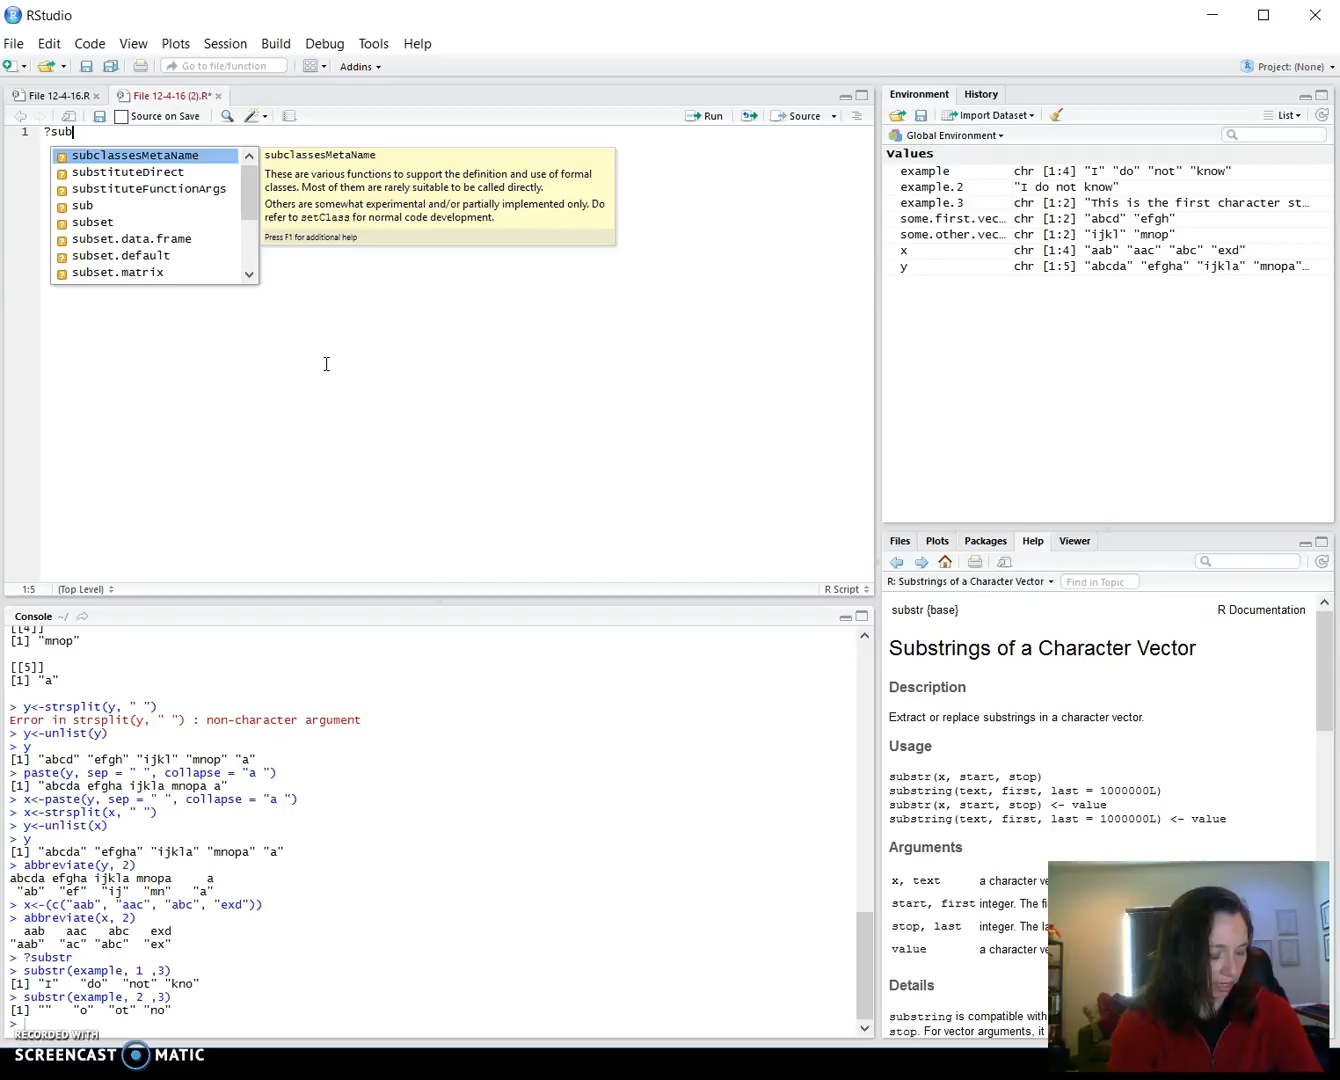 RStudio
File Edit Code View Plots Session Build Debug Tools Help
Go to file/function Addins Project: (None)
File 12-4-16.R File 12-4-16 (2).R*
Source on Save Run Source
1 ?sub
subclassesMetaName
substituteDirect
substituteFunctionArgs
sub
subset
subset.data.frame
subset.default
subset.matrix
subclassesMetaName
These are various functions to support the definition and use of formal
classes. Most of them are rarely suitable to be called directly.
Others are somewhat experimental and/or partially implemented only. Do
refer to setClass for normal code development.
Press F1 for additional help
1:5 (Top Level) R Script
Console ~/
[[4]]
[1] "mnop"
[[5]]
[1] "a"
> y<-strsplit(y, " ")
Error in strsplit(y, " ") : non-character argument
> y<-unlist(y)
> y
[1] "abcd" "efgh" "ijkl" "mnop" "a"
> paste(y, sep = " ", collapse = "a ")
[1] "abcda efgha ijkla mnopa a"
> x<-paste(y, sep = " ", collapse = "a ")
> x<-strsplit(x, " ")
> y<-unlist(x)
> y
[1] "abcda" "efgha" "ijkla" "mnopa" "a"
> abbreviate(y, 2)
abcda efgha ijkla mnopa a
"ab" "ef" "ij" "mn" "a"
> x<-(c("aab", "aac", "abc", "exd"))
> abbreviate(x, 2)
aab aac abc exd
"aab" "ac" "abc" "ex"
> ?substr
> substr(example, 1 ,3)
[1] "I" "do" "not" "kno"
> substr(example, 2 ,3)
[1] "" "o" "ot" "no"
>
RECORDED WITH
SCREENCAST MATIC
Environment History
Import Dataset List
Global Environment
Values
example chr [1:4] "I" "do" "not" "know"
example.2 "I do not know"
example.3 chr [1:2] "This is the first character st…
some.first.vec… chr [1:2] "abcd" "efgh"
some.other.vec… chr [1:2] "ijkl" "mnop"
x chr [1:4] "aab" "aac" "abc" "exd"
y chr [1:5] "abcda" "efgha" "ijkla" "mnopa"…
Files Plots Packages Help Viewer
R: Substrings of a Character Vector Find in Topic
substr {base} R Documentation
Substrings of a Character Vector
Description
Extract or replace substrings in a character vector.
Usage
substr(x, start, stop)
substring(text, first, last = 1000000L)
substr(x, start, stop) <- value
substring(text, first, last = 1000000L) <- value
Arguments
x, text a character ve
start, first integer. The fi
stop, last integer. The la
value a character ve
Details
substring is compatible with
stop. For vector arguments, it